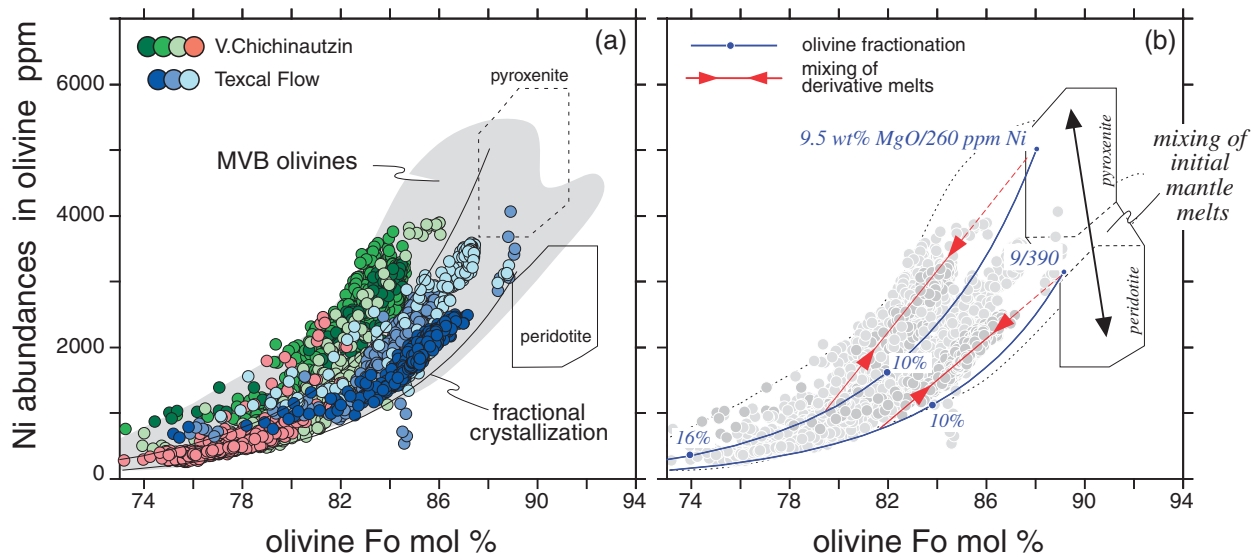 Ni abundances in olivine ppm
6000
4000
2000
0
V.Chichinautzin
Texcal Flow
(a)
pyroxenite
MVB olivines
peridotite
fractional
crystallization
74
78
82
86
90
94
olivine Fo mol %
(b)
olivine fractionation
mixing of
derivative melts
9.5 wt% MgO/260 ppm Ni
pyroxenite
mixing of
initial
mantle
melts
9/390
peridotite
10%
10%
16%
74
78
82
86
90
94
olivine Fo mol %